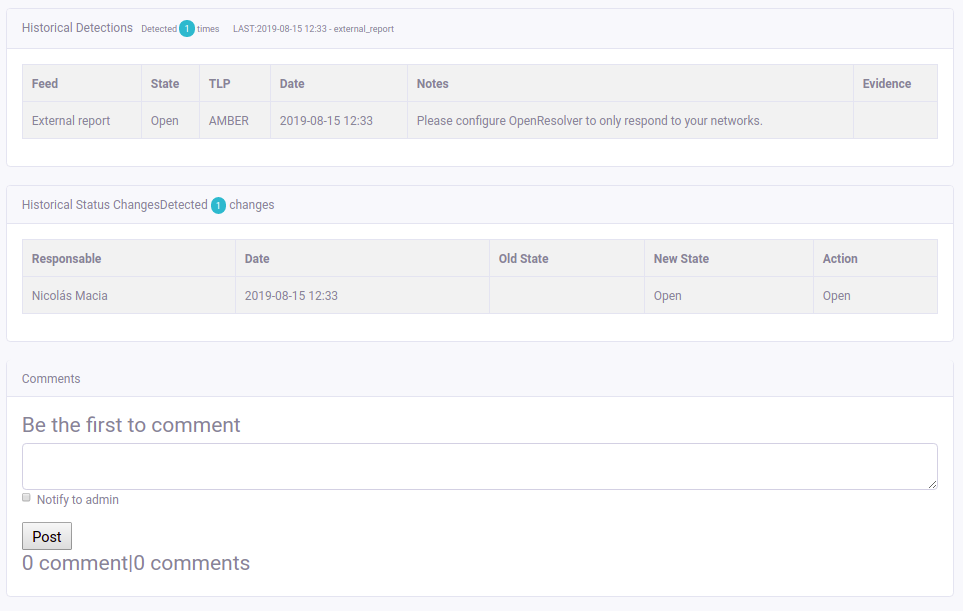 Historical Detections Detected 1 times LAST:2019-08-15 12:33 - external_report
Feed State TLP Date Notes Evidence
External report Open AMBER 2019-08-15 12:33 Please configure OpenResolver to only respond to your networks.
Historical Status ChangesDetected 1 changes
Responsable Date Old State New State Action
Nicolás Macia 2019-08-15 12:33 Open Open
Comments
Be the first to comment
Notify to admin
Post
0 comment|0 comments